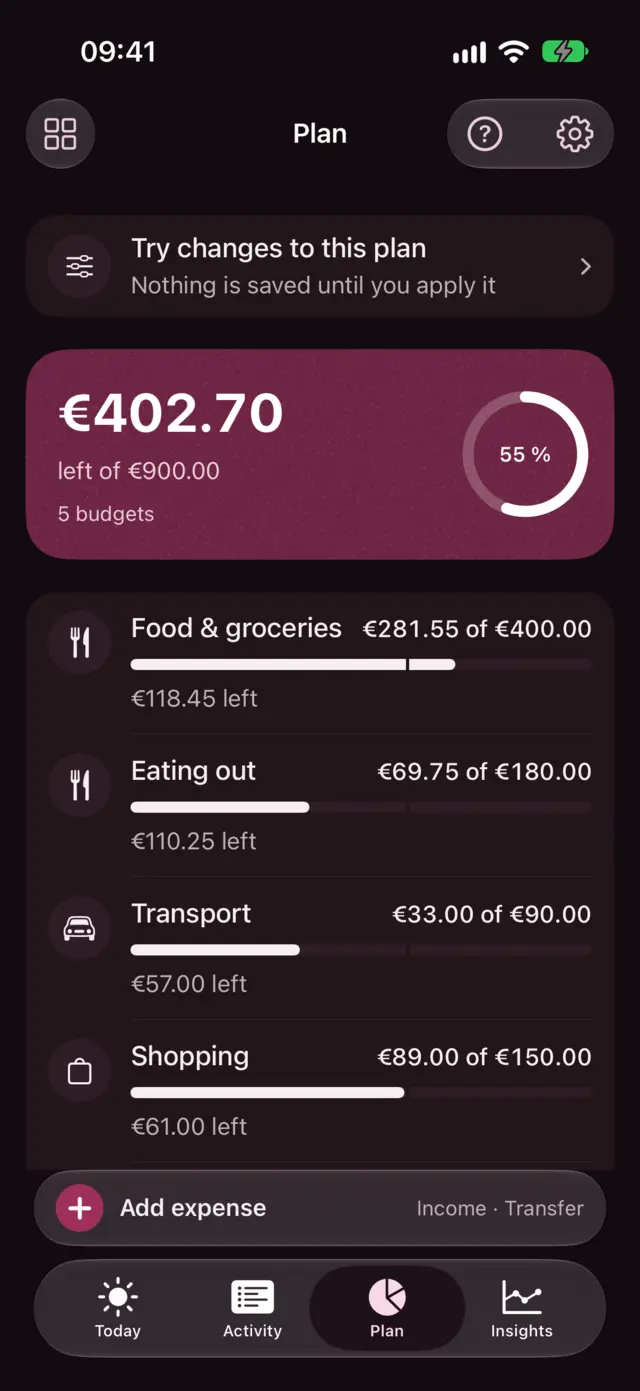 09:41
Plan
?
Try changes to this plan
Nothing is saved until you apply it
€402.70
left of €900.00
5 budgets
55 %
Food & groceries €281.55 of €400.00
€118.45 left
Eating out €69.75 of €180.00
€110.25 left
Transport €33.00 of €90.00
€57.00 left
Shopping €89.00 of €150.00
€61.00 left
Add expense Income · Transfer
Today Activity Plan Insights